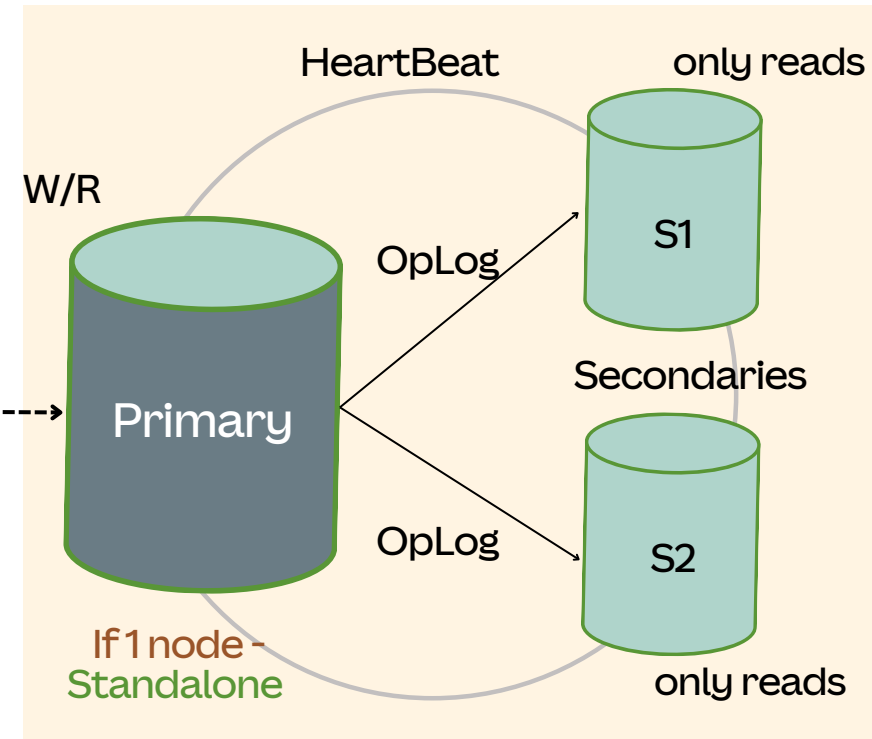 HeartBeat
only reads
W/R
S1
OpLog
Secondaries
Primary
OpLog
S2
If 1 node -
Standalone
only reads